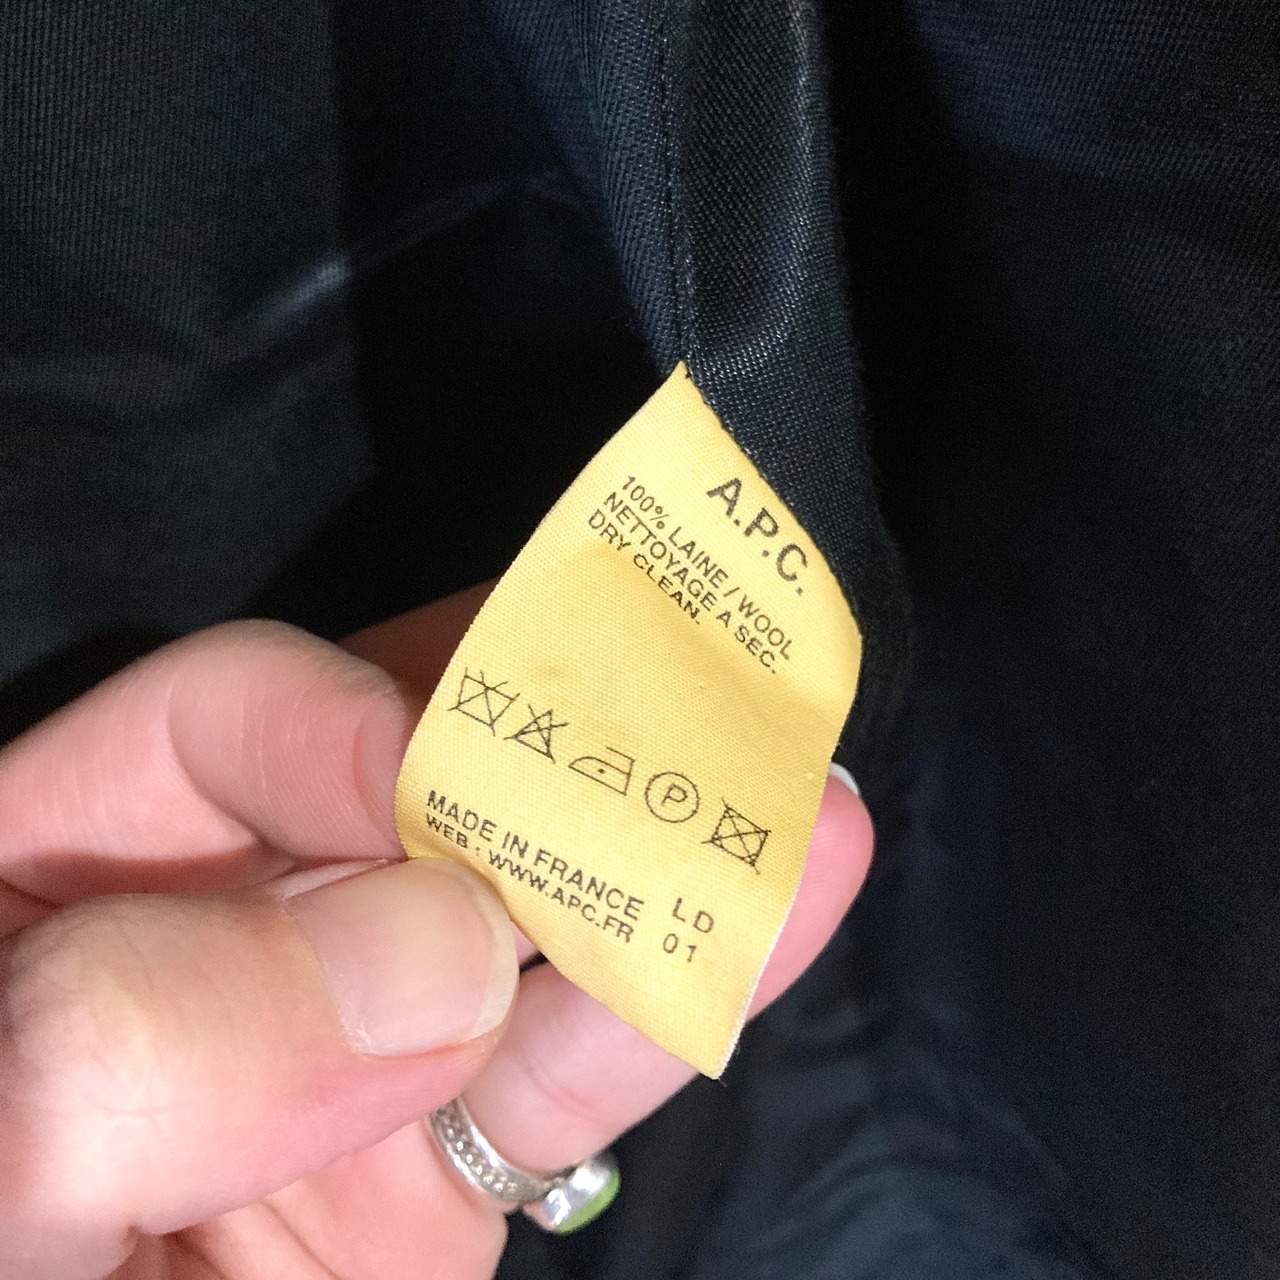 A.P.C.
100% LAINE / WOOL
NETTOYAGE A SEC.
DRY CLEAN.
P
MADE IN FRANCE LD
WEB : WWW.APC.FR 01